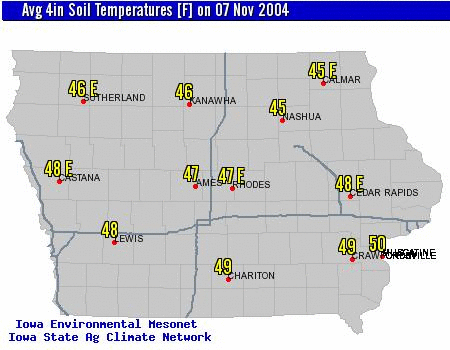 Avg 4in Soil Temperatures [F] on 07 Nov 2004
45 E
CALMAR
46 E
SUTHERLAND
46
KANAWHA
45
NASHUA
48 E
CASTANA
47
AMES
47 E
RHODES
48 E
CEDAR RAPIDS
48
LEWIS
49
CRAW
50
MUSCATINE
49
CHARITON
Iowa Environmental Mesonet
Iowa State Ag Climate Network